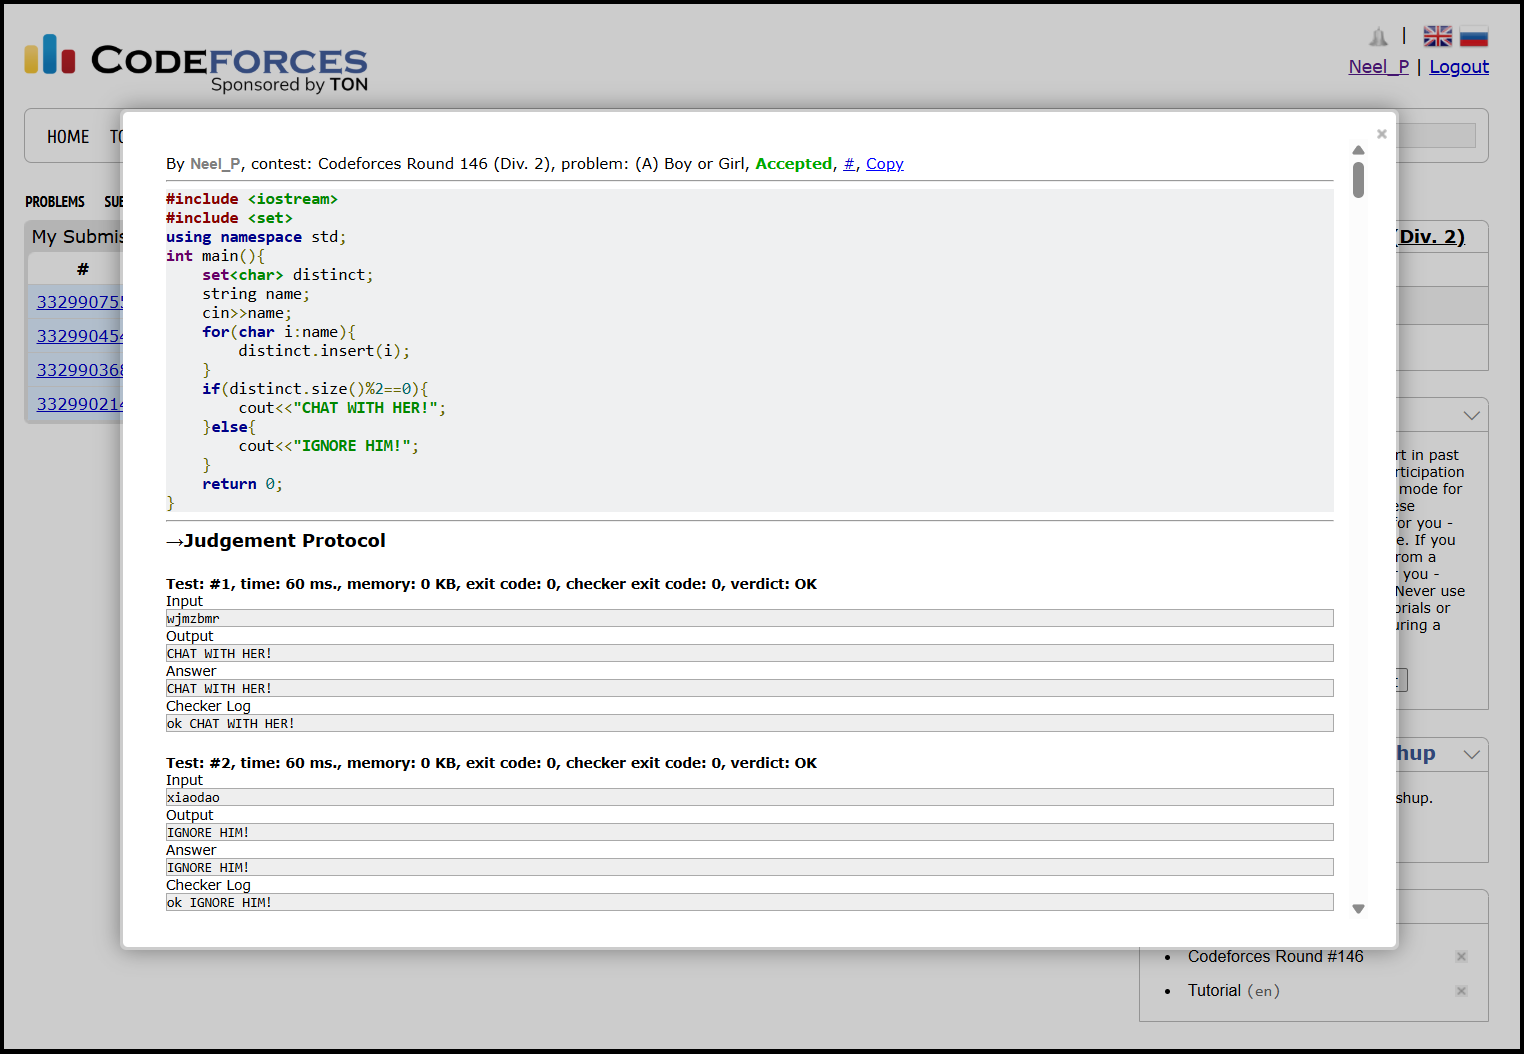 CODEFORCES
Sponsored by TON
|
Neel_P | Logout
HOME
PROBLEMS
My Submis
#
332990755
332990454
332990368
332990214
×
By Neel_P, contest: Codeforces Round 146 (Div. 2), problem: (A) Boy or Girl, Accepted, #, Copy
#include <iostream>
#include <set>
using namespace std;
int main(){
    set<char> distinct;
    string name;
    cin>>name;
    for(char i:name){
        distinct.insert(i);
    }
    if(distinct.size()%2==0){
        cout<<"CHAT WITH HER!";
    }else{
        cout<<"IGNORE HIM!";
    }
    return 0;
}
→Judgement Protocol
Test: #1, time: 60 ms., memory: 0 KB, exit code: 0, checker exit code: 0, verdict: OK
Input
wjmzbmr
Output
CHAT WITH HER!
Answer
CHAT WITH HER!
Checker Log
ok CHAT WITH HER!
Test: #2, time: 60 ms., memory: 0 KB, exit code: 0, checker exit code: 0, verdict: OK
Input
xiaodao
Output
IGNORE HIM!
Answer
IGNORE HIM!
Checker Log
ok IGNORE HIM!
(Div. 2)
rt in past
rticipation
mode for
ese
for you -
e. If you
rom a
r you -
Never use
orials or
uring a
hup
shup.
Codeforces Round #146
Tutorial (en)